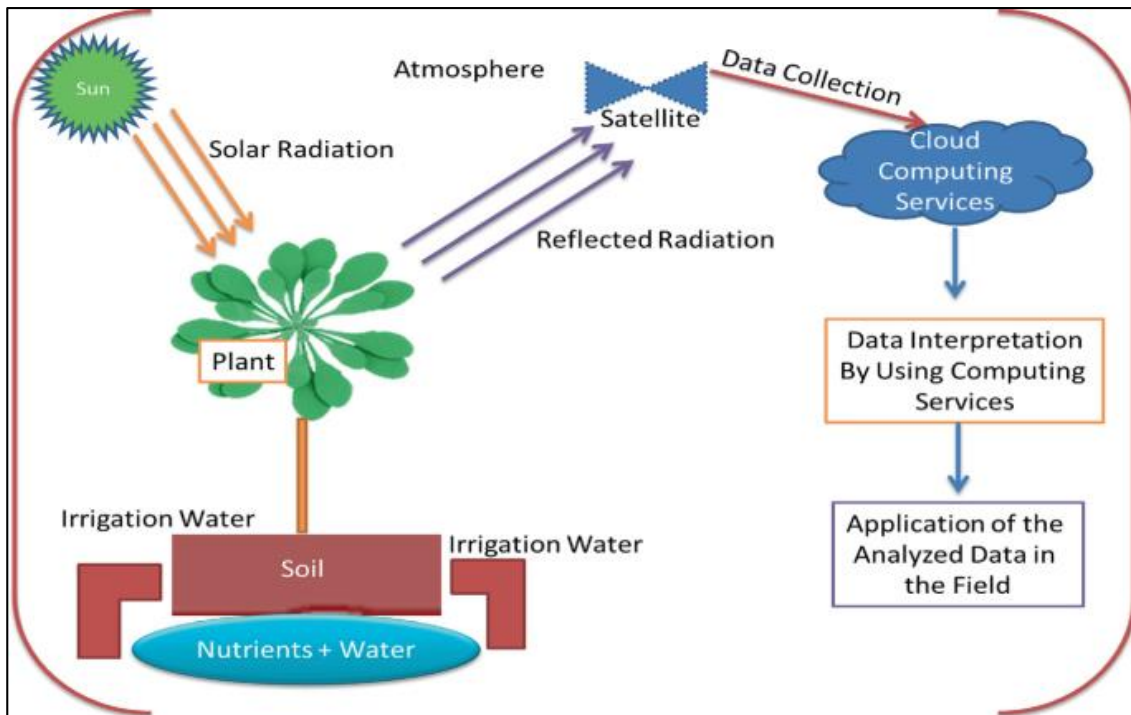 Sun
Solar Radiation
Atmosphere
Satellite
Data Collection
Cloud
Computing
Services
Reflected Radiation
Plant
Data Interpretation
By Using Computing
Services
Irrigation Water
Irrigation Water
Soil
Nutrients + Water
Application of the
Analyzed Data in
the Field